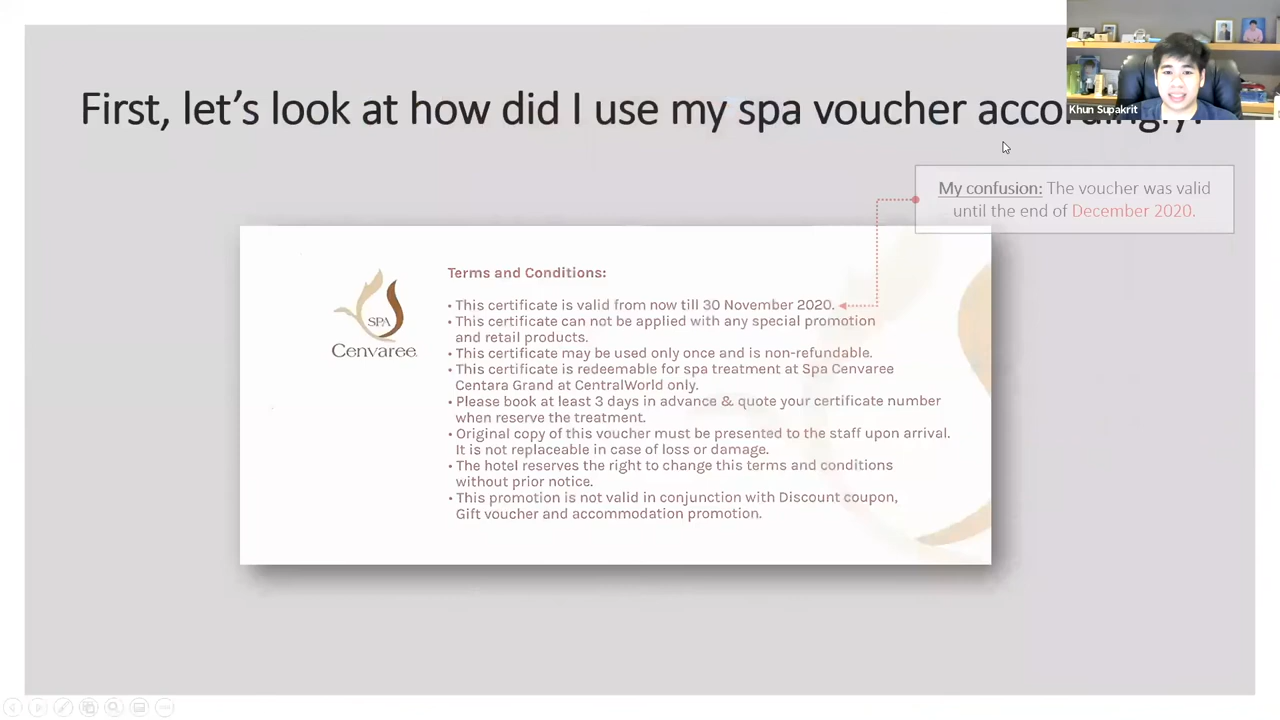 First, let's look at how did I use my spa voucher accordingly?
Khun Supakrit
My confusion: The voucher was valid
until the end of December 2020.
SPA
Cenvaree
Terms and Conditions:
• This certificate is valid from now till 30 November 2020.
• This certificate can not be applied with any special promotion
and retail products.
• This certificate may be used only once and is non-refundable.
• This certificate is redeemable for spa treatment at Spa Cenvaree
Centara Grand at CentralWorld only.
• Please book at least 3 days in advance & quote your certificate number
when reserve the treatment.
• Original copy of this voucher must be presented to the staff upon arrival.
It is not replaceable in case of loss or damage.
• The hotel reserves the right to change this terms and conditions
without prior notice.
• This promotion is not valid in conjunction with Discount coupon,
Gift voucher and accommodation promotion.